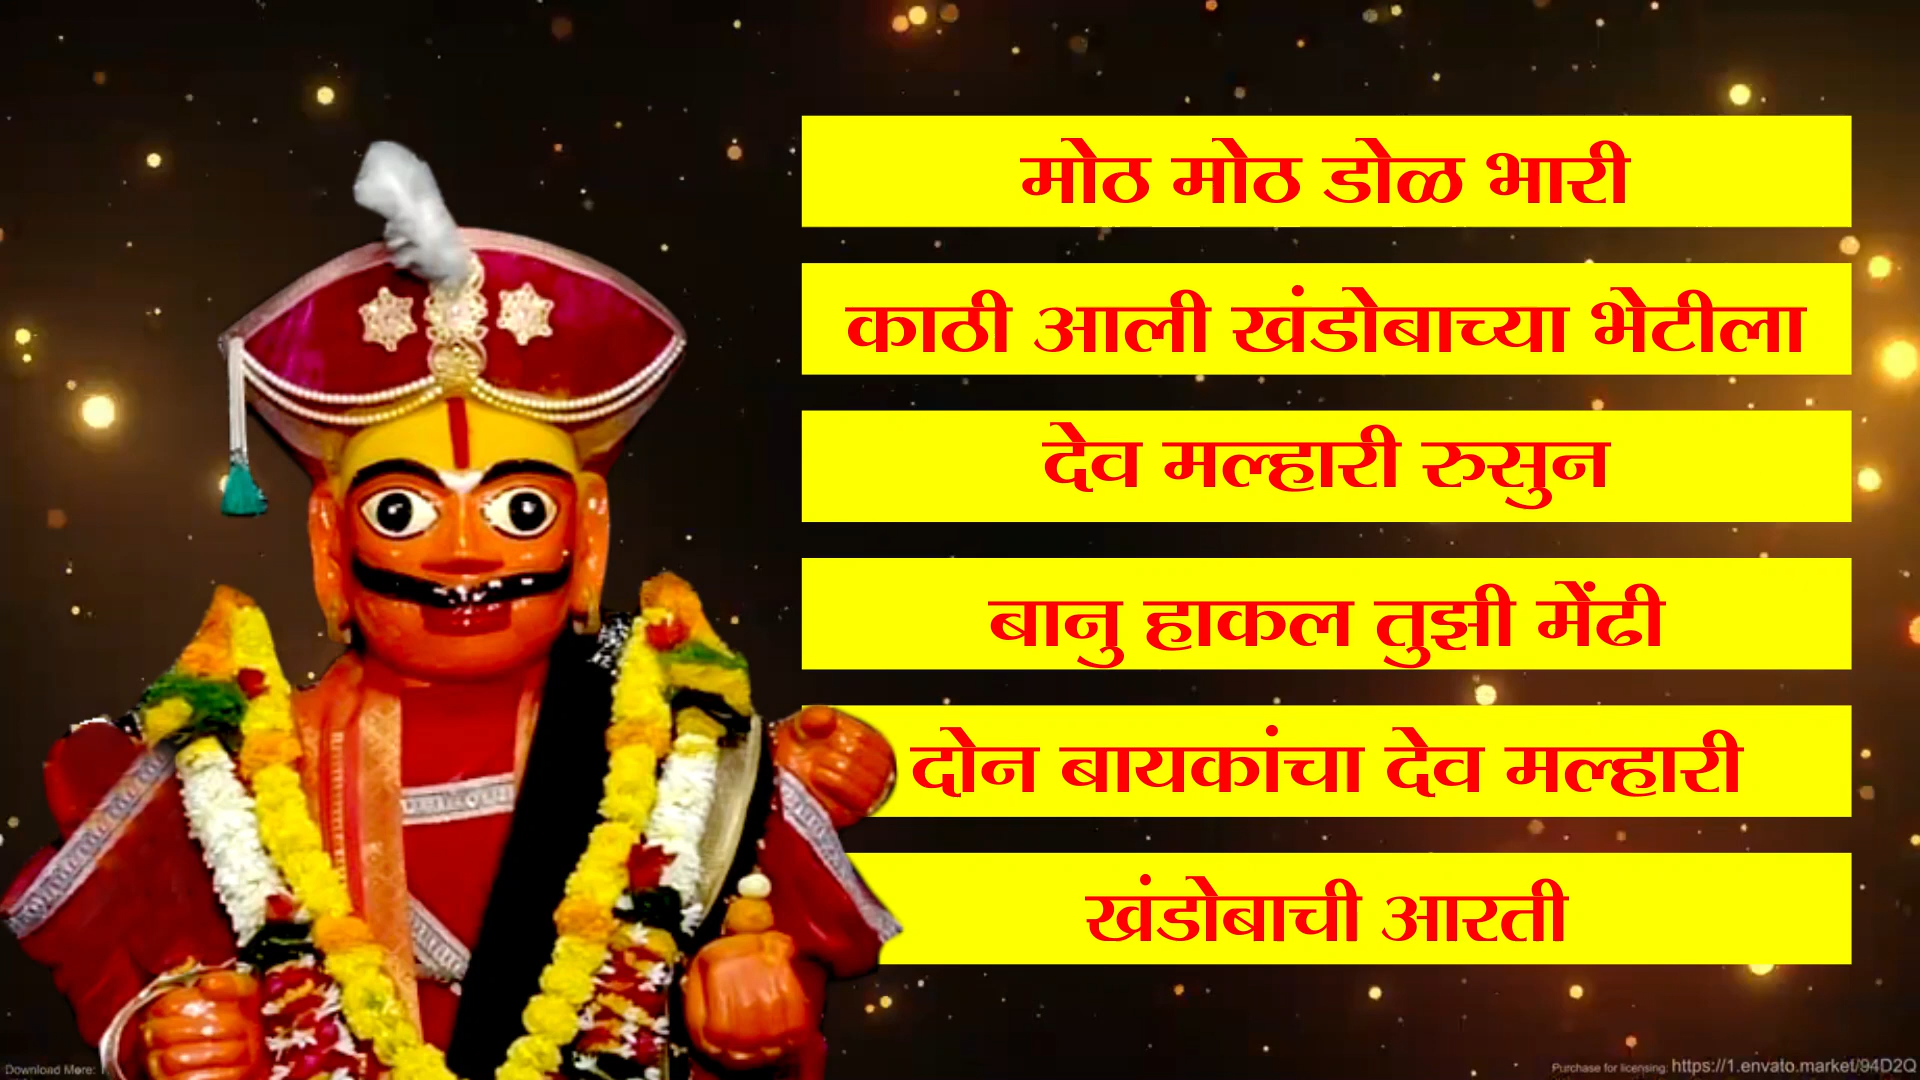 मोठ मोठ डोळ भारी
काठी आली खंडोबाच्या भेटीला
देव मल्हारी रुसुन
बानु हाकल तुझी मेंढी
दोन बायकांचा देव मल्हारी
खंडोबाची आरती
Download More:
Purchase for licensing: https://1.envato.market/94D2Q